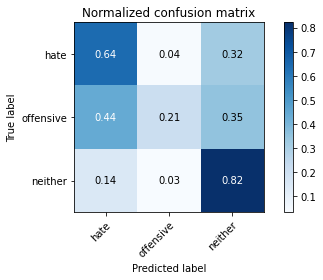 Normalized confusion matrix
True label
hate 0.64 0.04 0.32
offensive 0.44 0.21 0.35
neither 0.14 0.03 0.82
hate offensive neither
Predicted label
0.8
0.7
0.6
0.5
0.4
0.3
0.2
0.1